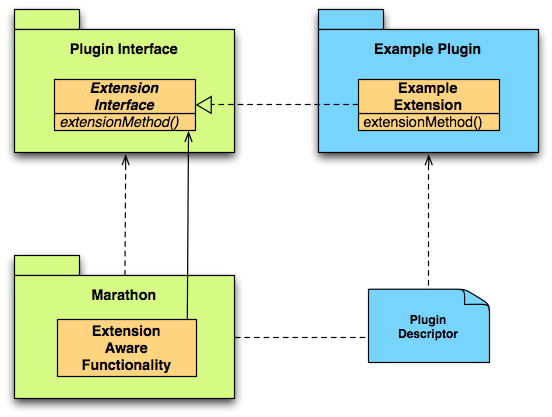 Plugin Interface
Extension
Interface
extensionMethod()
Example Plugin
Example
Extension
extensionMethod()
Marathon
Extension
Aware
Functionality
Plugin
Descriptor